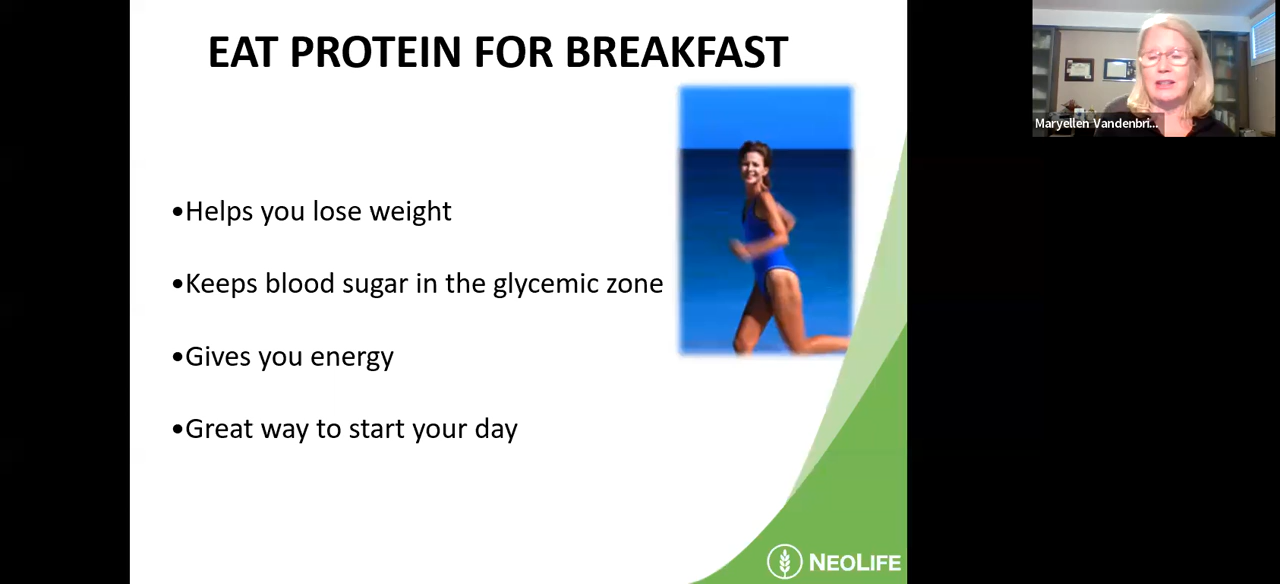 EAT PROTEIN FOR BREAKFAST
•Helps you lose weight
•Keeps blood sugar in the glycemic zone
•Gives you energy
•Great way to start your day
NEOLIFE
Maryellen Vandenbri...